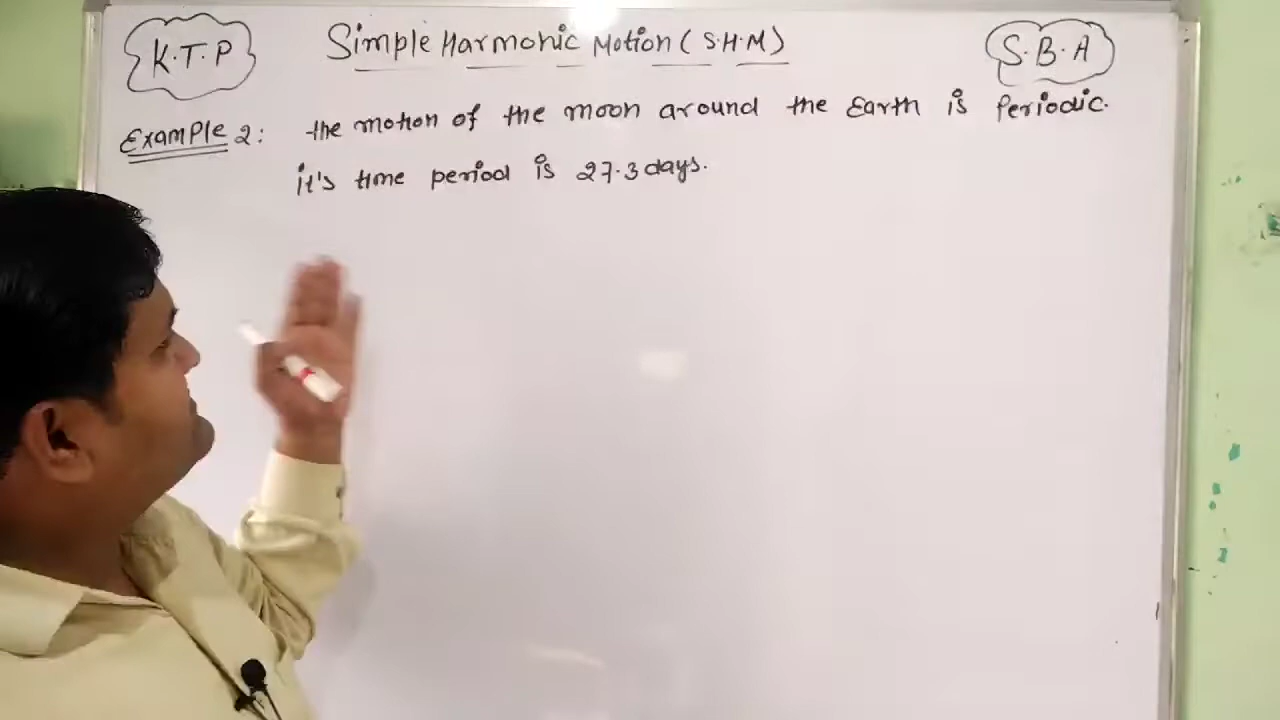 K.T.P
Simple Harmonic Motion (S.H.M)
S.B.A
Example 2: the motion of the moon around the Earth is Periodic.
it's time period is 27.3 days.